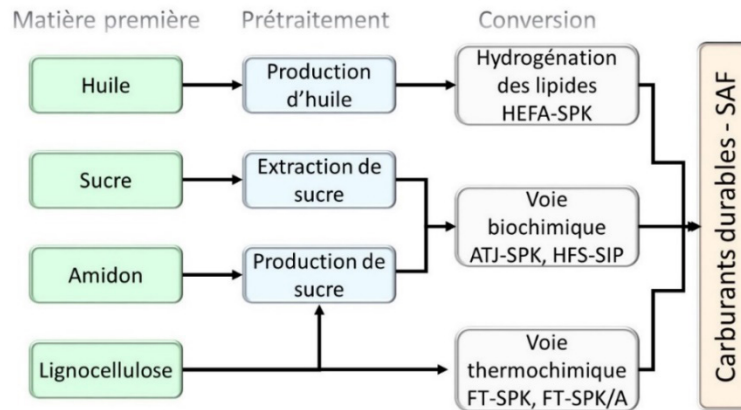 Matière première
Prétraitement
Conversion
Huile
Production
d’huile
Hydrogénation
des lipides
HEFA-SPK
Sucre
Extraction de
sucre
Voie
biochimique
ATJ-SPK, HFS-SIP
Amidon
Production de
sucre
Lignocellulose
Voie
thermochimique
FT-SPK, FT-SPK/A
Carburants durables - SAF